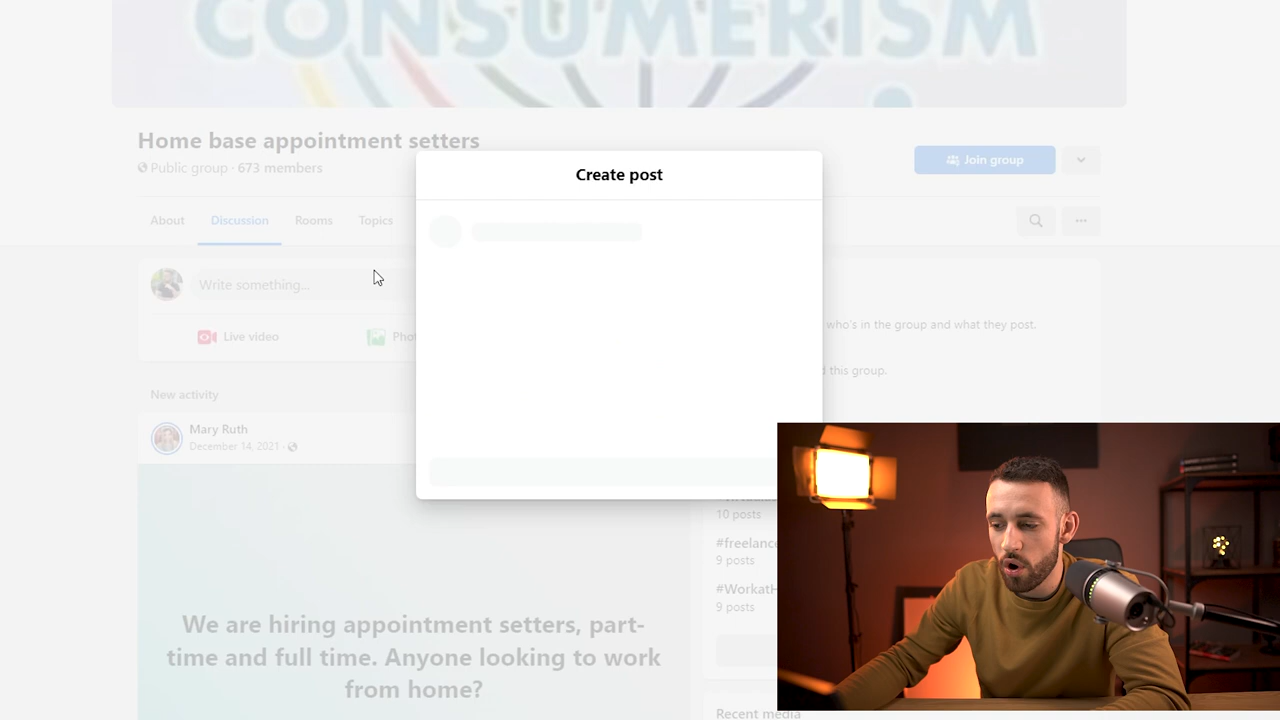 CONSUMERISM
Home base appointment setters
Public group · 673 members
Join group
Create post
About
Discussion
Rooms
Topics
Write something...
Live video
who's in the group and what they post.
this group.
New activity
Mary Ruth
December 14, 2021 ·
10 posts
#freelance
9 posts
#WorkatH
9 posts
We are hiring appointment setters, part-
time and full time. Anyone looking to work
from home?
Recent media